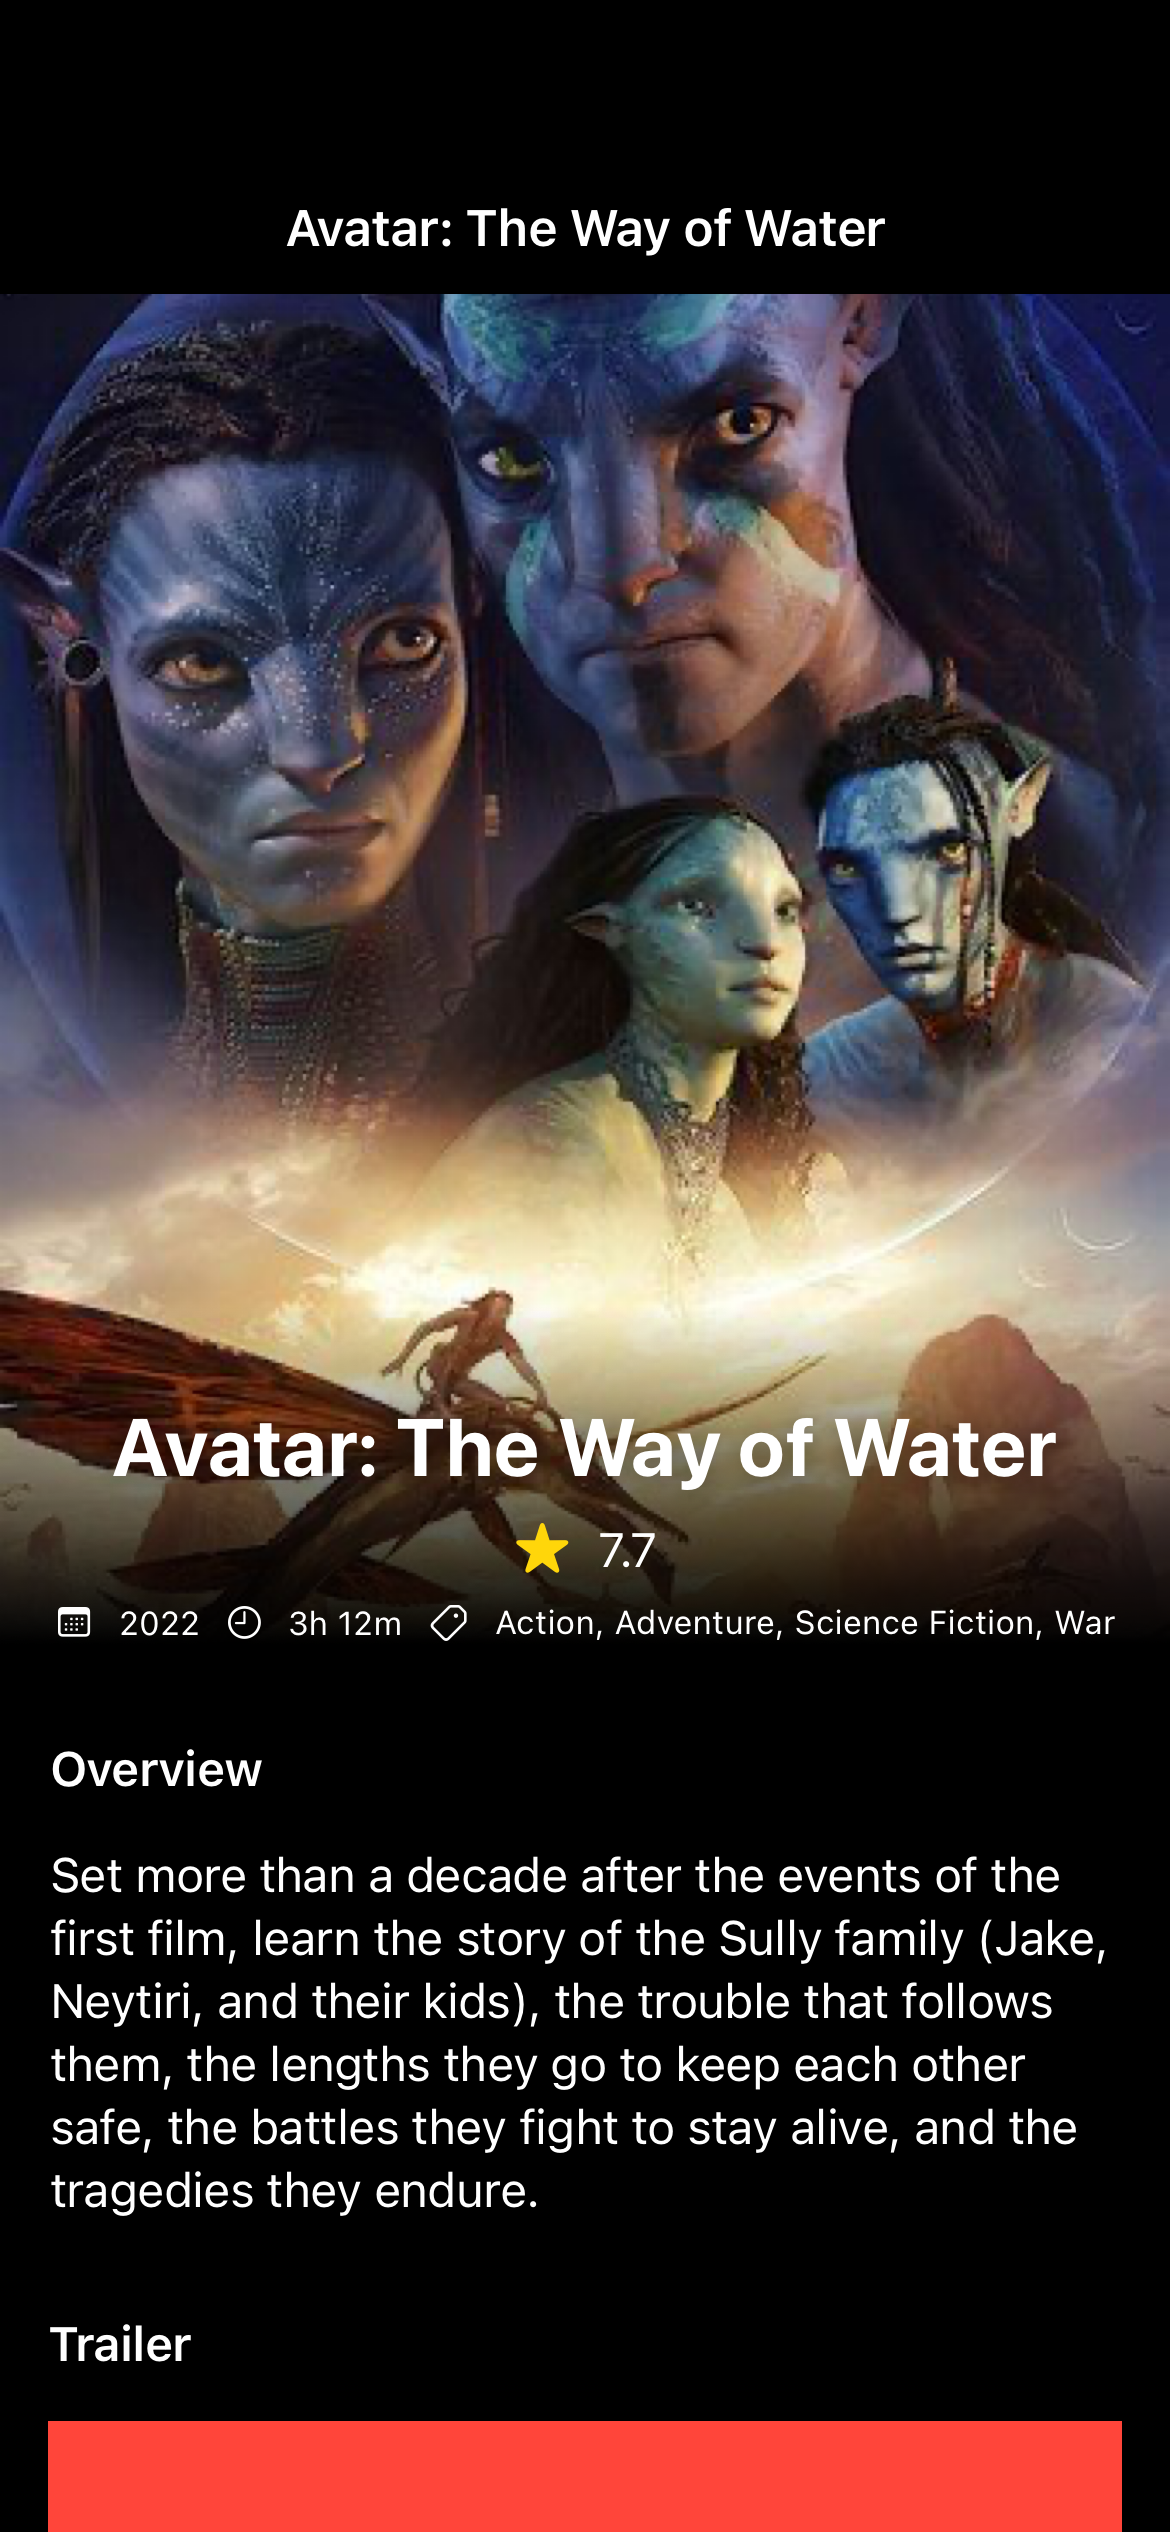 Avatar: The Way of Water
Avatar: The Way of Water
7.7
2022 3h 12m Action, Adventure, Science Fiction, War
Overview
Set more than a decade after the events of the
first film, learn the story of the Sully family (Jake,
Neytiri, and their kids), the trouble that follows
them, the lengths they go to keep each other
safe, the battles they fight to stay alive, and the
tragedies they endure.
Trailer